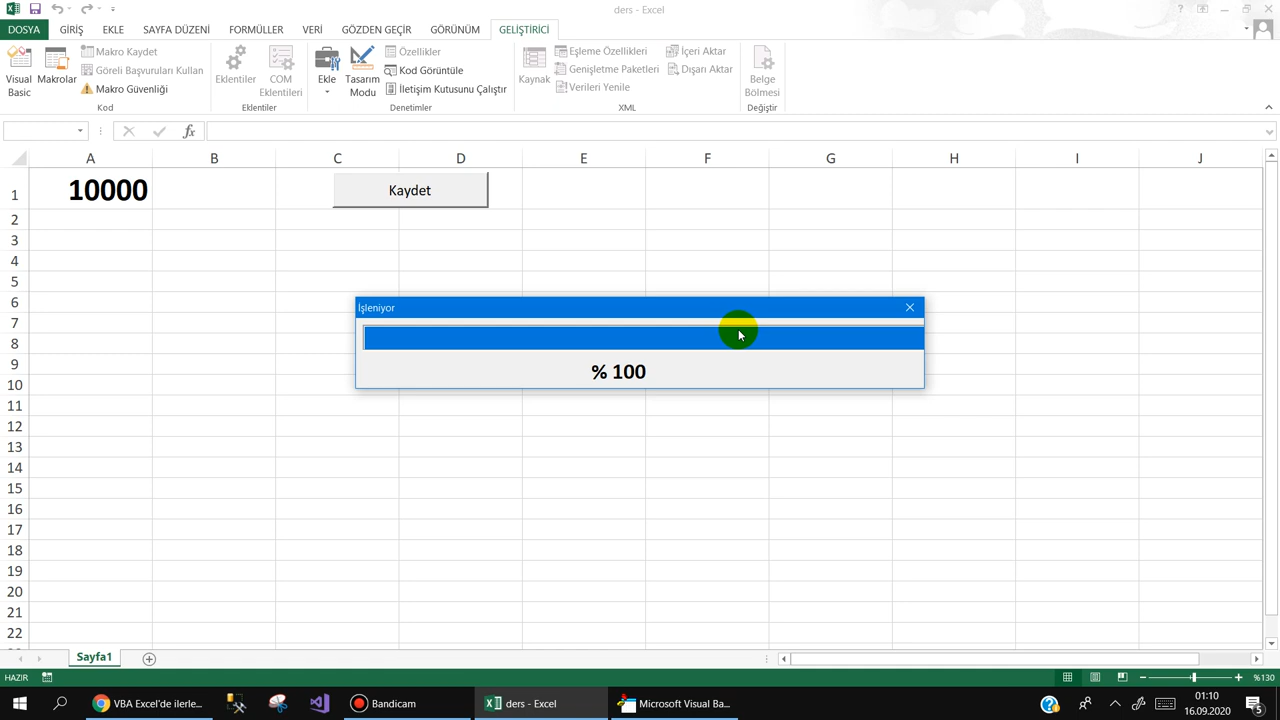 ders - Excel
DOSYA GİRİŞ EKLE SAYFA DÜZENİ FORMÜLLER VERİ GÖZDEN GEÇİR GÖRÜNÜM GELİŞTİRİCİ
Visual Basic
Makrolar
Makro Kaydet
Göreli Başvuruları Kullan
Makro Güvenliği
Kod
Eklentiler
COM Eklentileri
Eklentiler
Ekle
Tasarım Modu
Özellikler
Kod Görüntüle
İletişim Kutusunu Çalıştır
Denetimler
Kaynak
Eşleme Özellikleri
Genişletme Paketleri
Verileri Yenile
İçeri Aktar
Dışarı Aktar
XML
Belge Bölmesi
Değiştir
fx
A B C D E F G H I J
1 10000 Kaydet
2
3
4
5
6
İşleniyor
7
8
9
% 100
10
11
12
13
14
15
16
17
18
19
20
21
22
Sayfa1
HAZIR %130
VBA Excel'de ilerle... Bandicam ders - Excel Microsoft Visual Ba... 01:10
16.09.2020 5